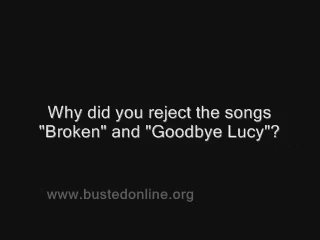 Why did you reject the songs
"Broken" and "Goodbye Lucy"?
www.bustedonline.org